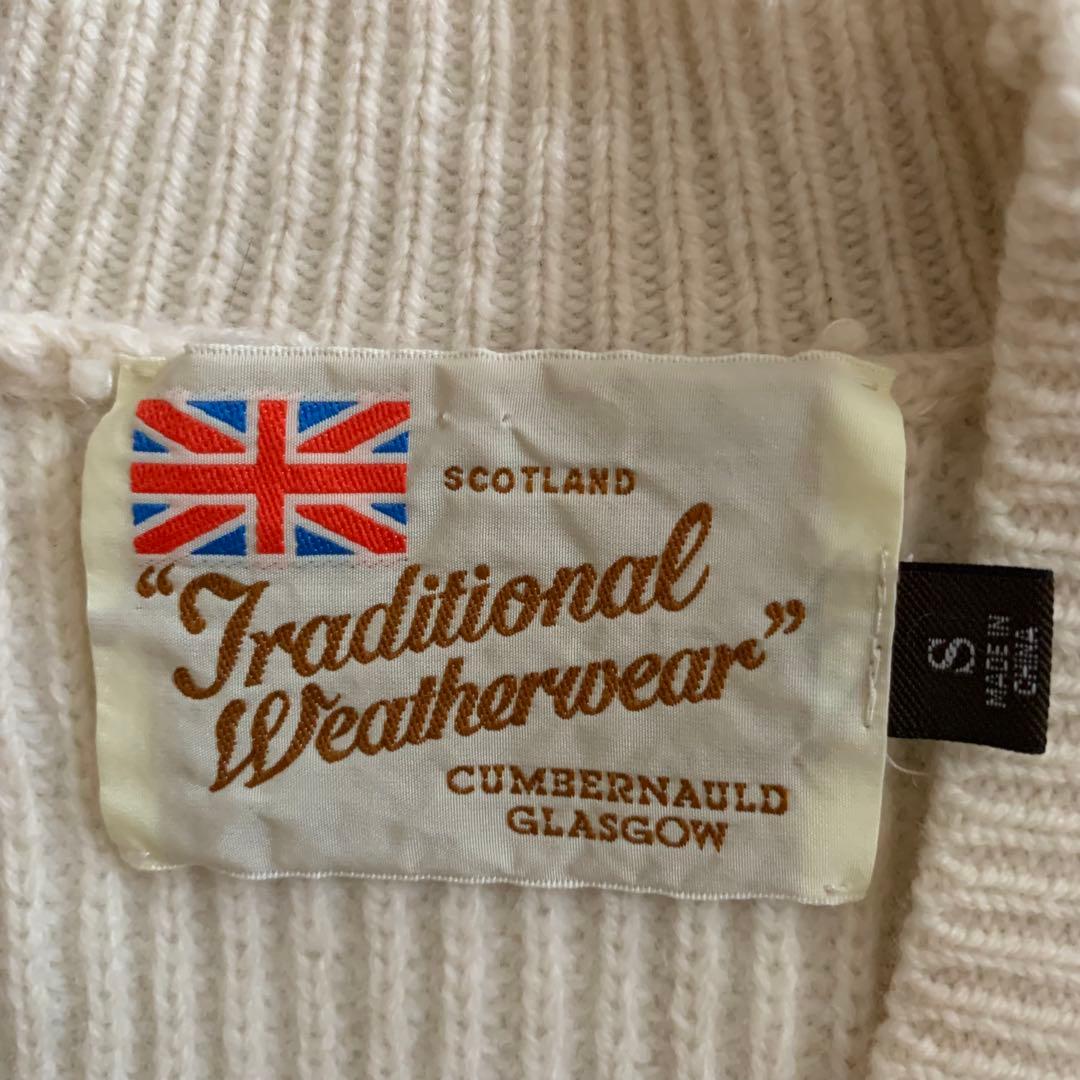 SCOTLAND
“Traditional
Weatherwear”
CUMBERNAULD
GLASGOW
S
MADE IN
CHINA